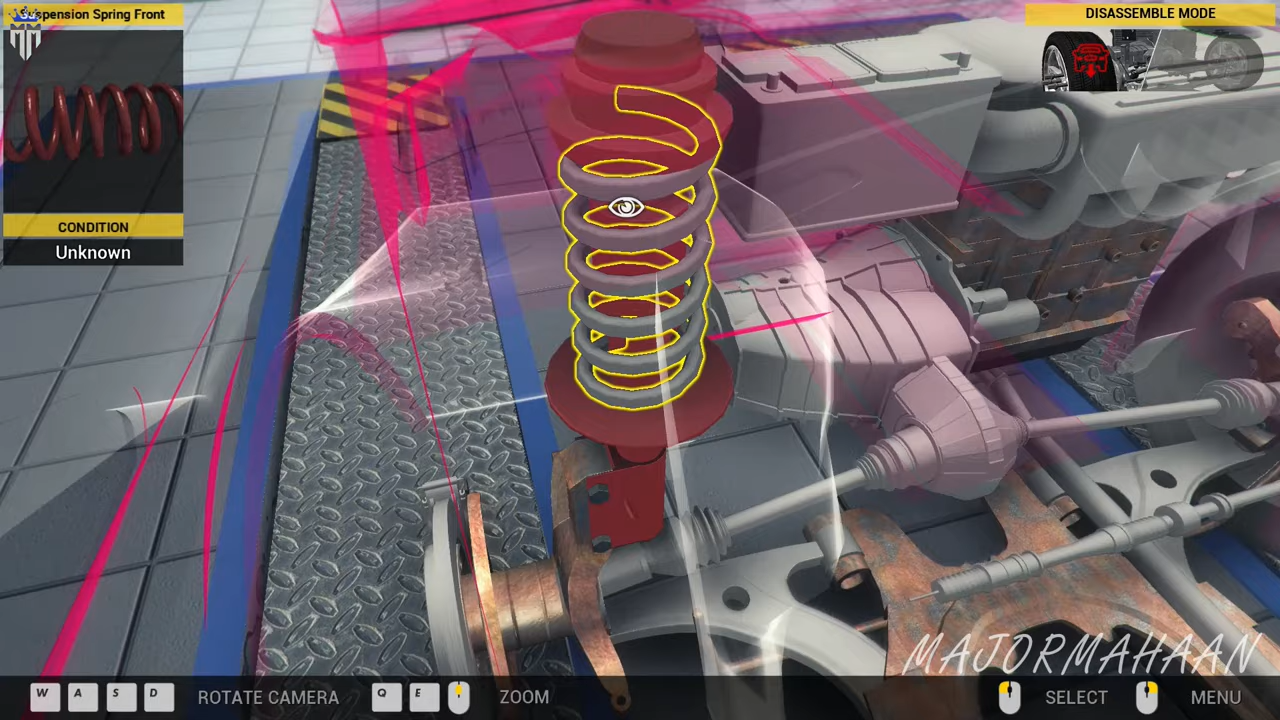 Suspension Spring Front
DISASSEMBLE MODE
CONDITION
Unknown
MAJORMAHAAN
W A S D ROTATE CAMERA Q E ZOOM SELECT MENU